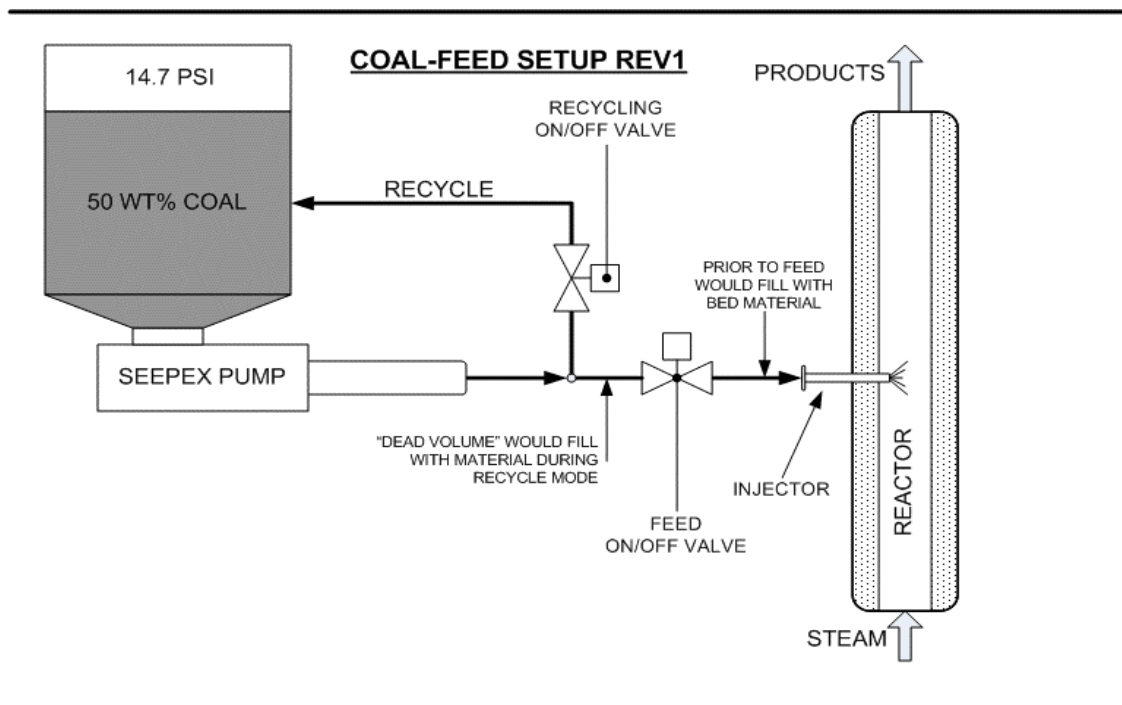 COAL-FEED SETUP REV1
14.7 PSI
PRODUCTS
RECYCLING
ON/OFF VALVE
RECYCLE
50 WT% COAL
PRIOR TO FEED
WOULD FILL WITH
BED MATERIAL
SEEPEX PUMP
"DEAD VOLUME" WOULD FILL
WITH MATERIAL DURING
RECYCLE MODE
INJECTOR
REACTOR
FEED
ON/OFF VALVE
STEAM